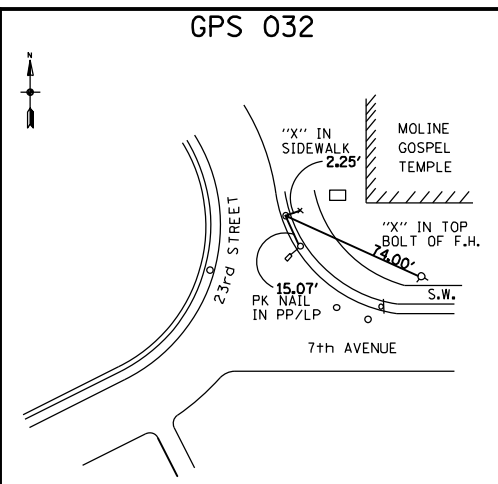 GPS 032
N
"X" IN
SIDEWALK
2.25'
MOLINE
GOSPEL
TEMPLE
"X" IN TOP
BOLT OF F.H.
74.00'
23rd STREET
15.07'
PK NAIL
IN PP/LP
S.W.
7th AVENUE